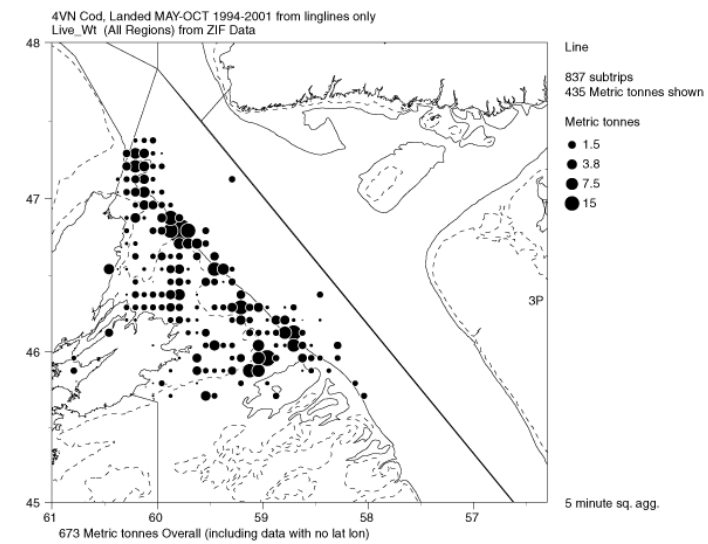 4VN Cod, Landed MAY-OCT 1994-2001 from linglines only
Live_Wt (All Regions) from ZIF Data
48
47
46
45
61
60
59
58
57
3P
Line
837 subtrips
435 Metric tonnes shown
Metric tonnes
1.5
3.8
7.5
15
5 minute sq. agg.
673 Metric tonnes Overall (including data with no lat lon)